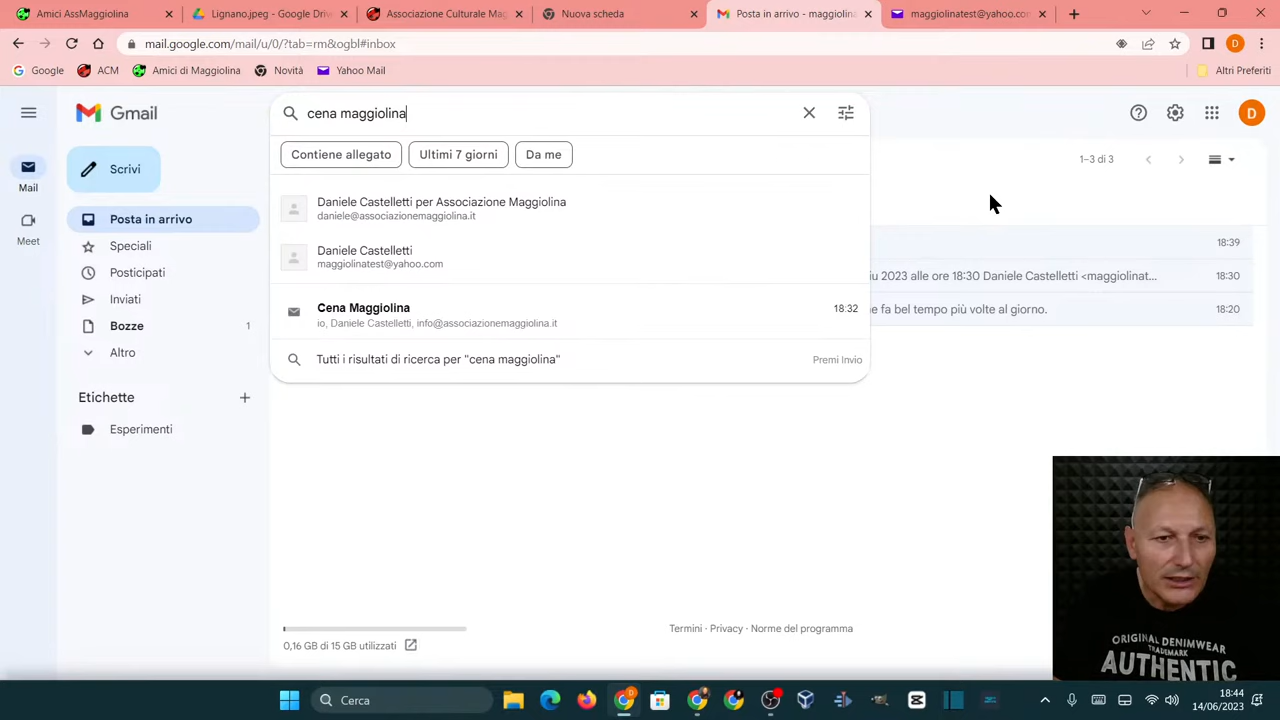 Amici AssMaggiolina
Lignano.jpeg - Google Driv
Associazione Culturale Mag
Nuova scheda
Posta in arrivo - maggiolina
maggiolinatest@yahoo.com
mail.google.com/mail/u/0/?tab=rm&ogbl#inbox
D
Google
ACM
Amici di Maggiolina
Novità
Yahoo Mail
Altri Preferiti
Gmail
cena maggiolina
D
Contiene allegato
Ultimi 7 giorni
Da me
1–3 di 3
Scrivi
Mail
Meet
Posta in arrivo
Speciali
Posticipati
Inviati
Bozze
1
Altro
Etichette
Esperimenti
Daniele Castelletti per Associazione Maggiolina
daniele@associazionemaggiolina.it
Daniele Castelletti
maggiolinatest@yahoo.com
Cena Maggiolina
18:32
io, Daniele Castelletti, info@associazionemaggiolina.it
Tutti i risultati di ricerca per "cena maggiolina"
Premi Invio
18:39
iu 2023 alle ore 18:30 Daniele Castelletti <maggiolinat...
18:30
e fa bel tempo più volte al giorno.
18:20
0,16 GB di 15 GB utilizzati
Termini · Privacy · Norme del programma
ORIGINAL DENIMWEAR
TRADEMARK
AUTHENTIC
Cerca
D
18:44
14/06/2023